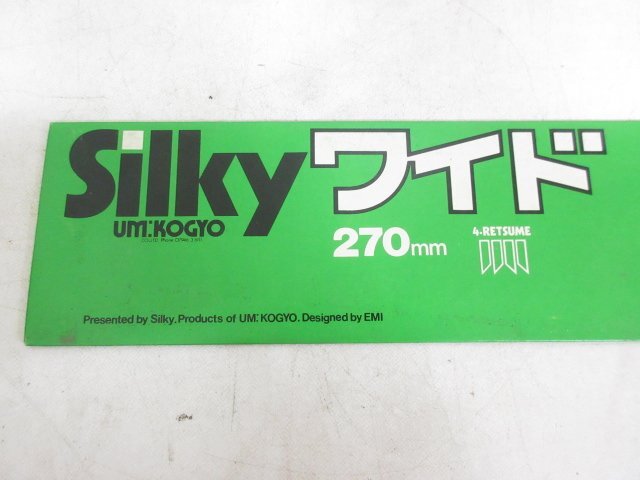 Silky ワイド
UM:KOGYO
270mm
4-RETSUME
Presented by Silky. Products of UM:KOGYO. Designed by EMI